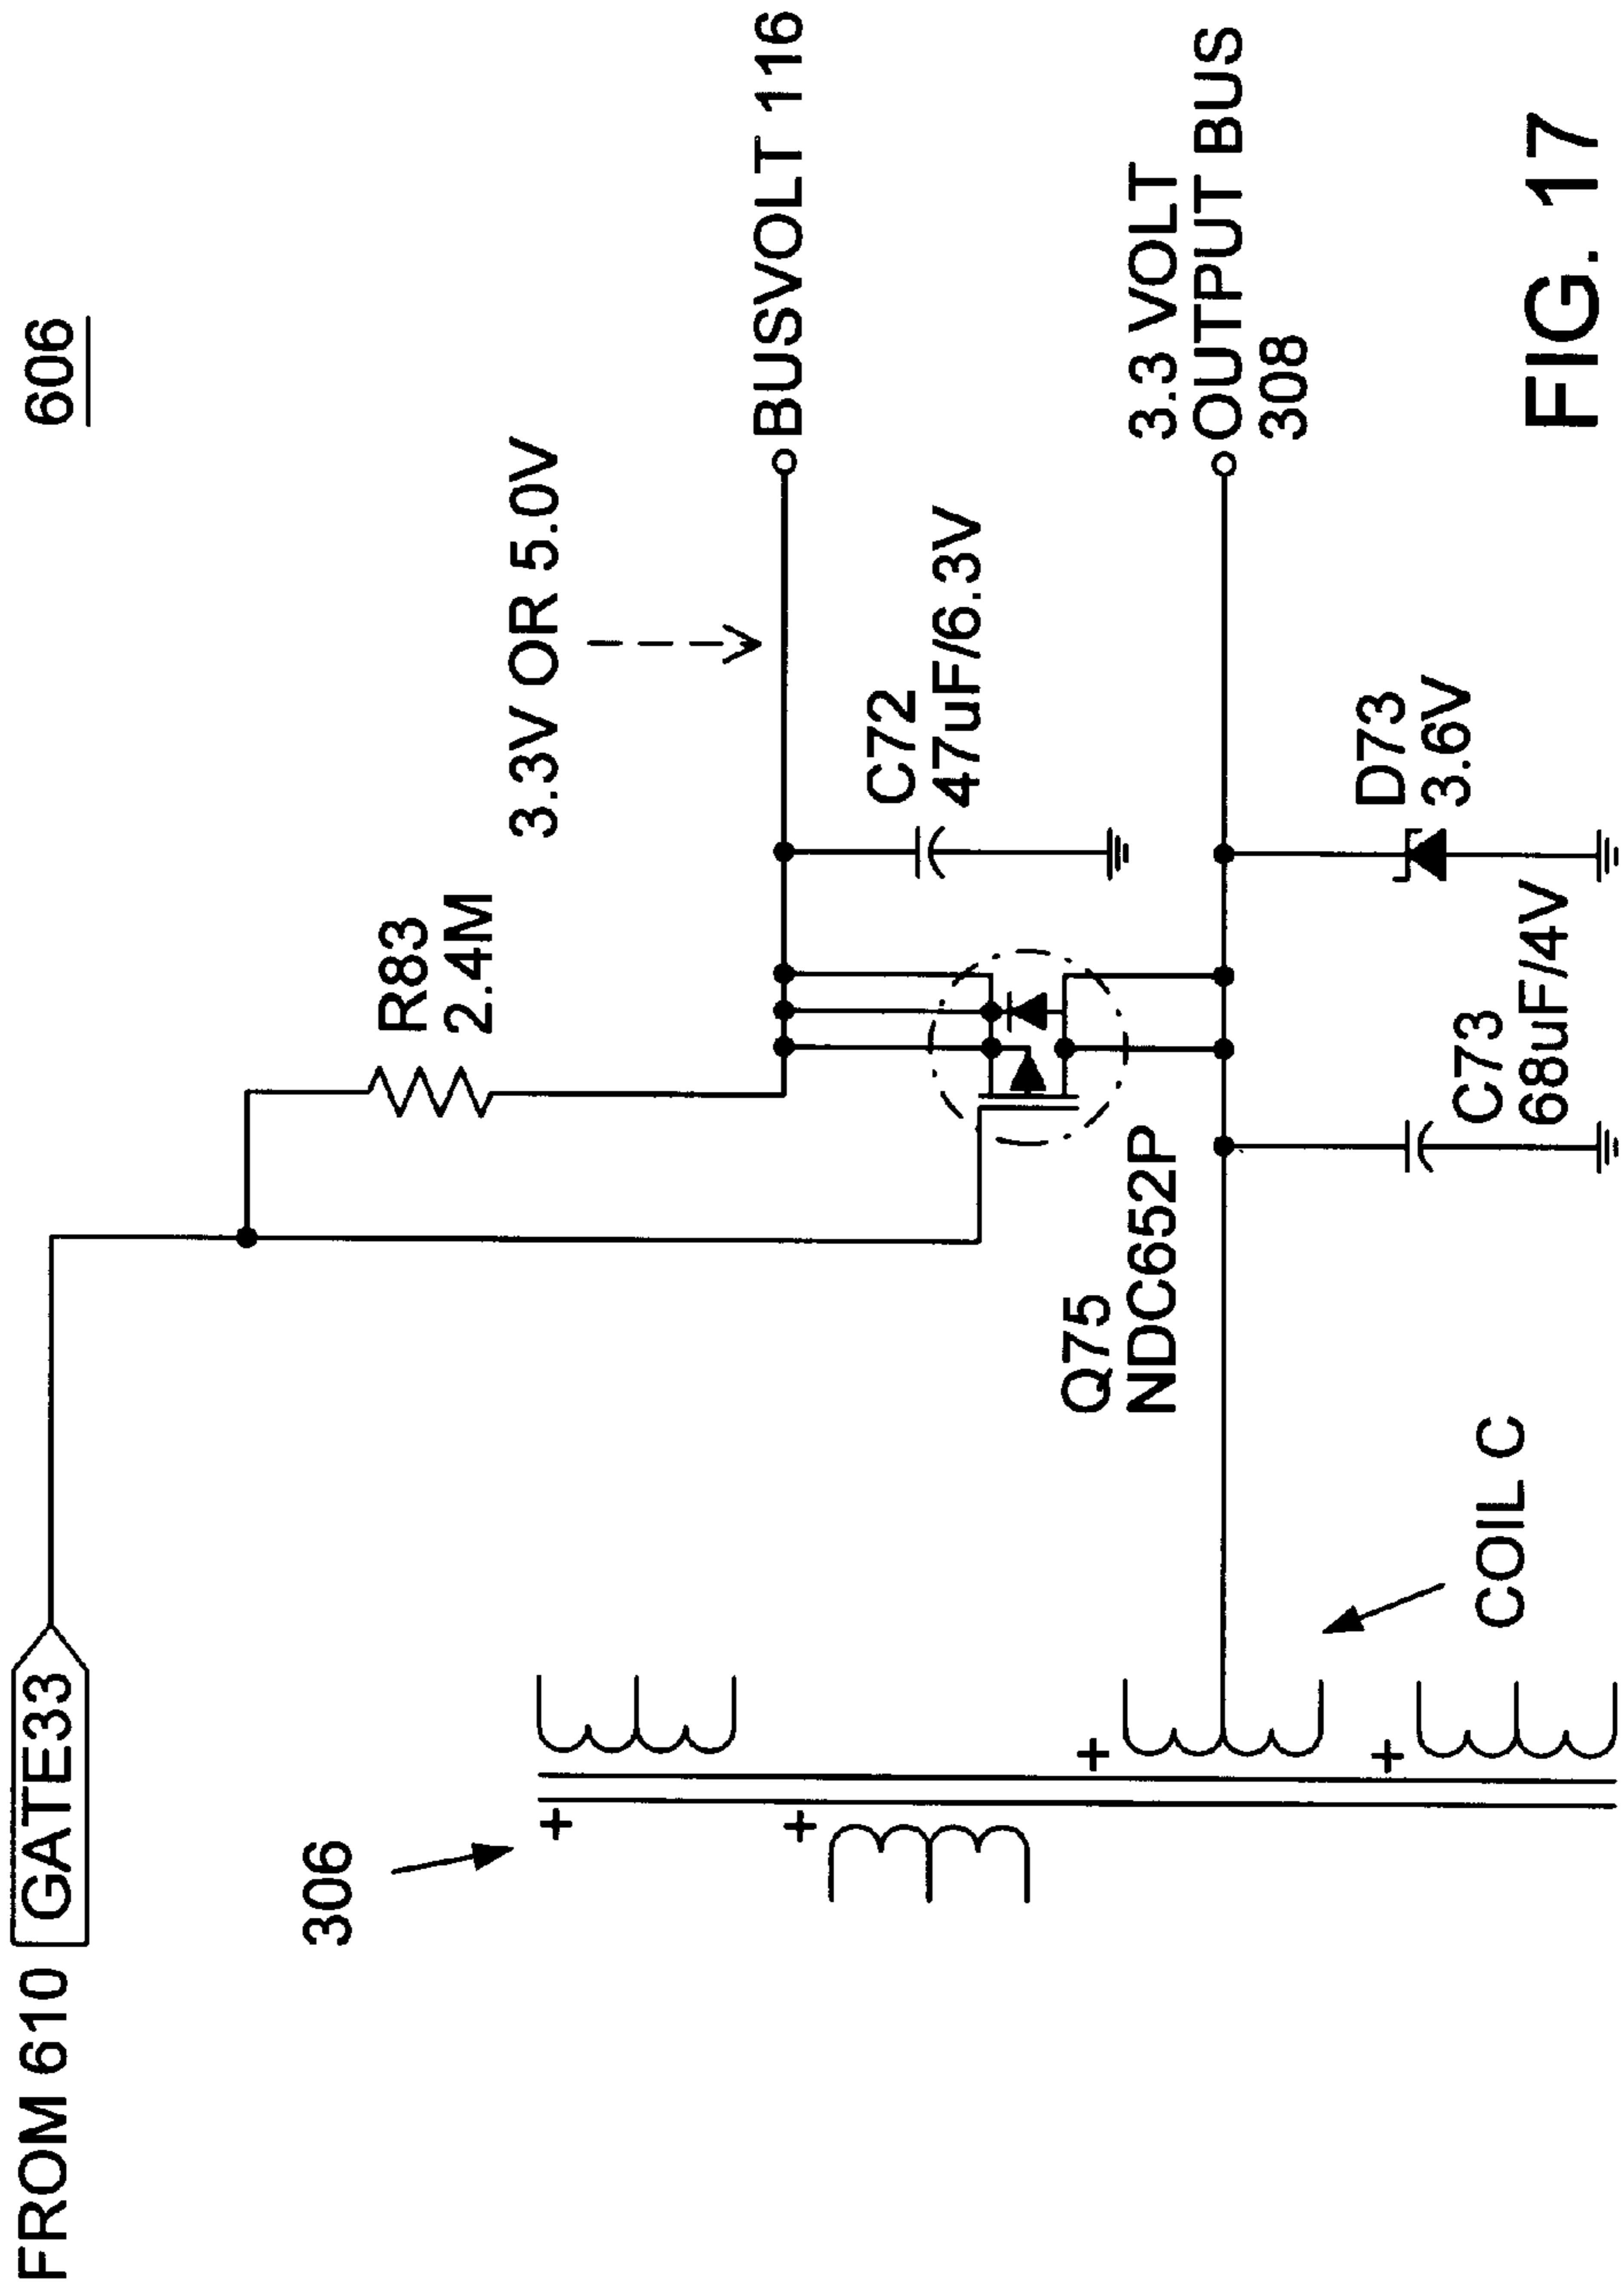 606
FROM 610 GATE33
306
R83
2.4M
3.3V OR 5.0V
BUSVOLT 116
C72
47uF/6.3V
Q75
NDC652P
3.3 VOLT
OUTPUT BUS
308
+
+
+
+
COIL C
C73
68uF/4V
D73
3.6V
FIG. 17